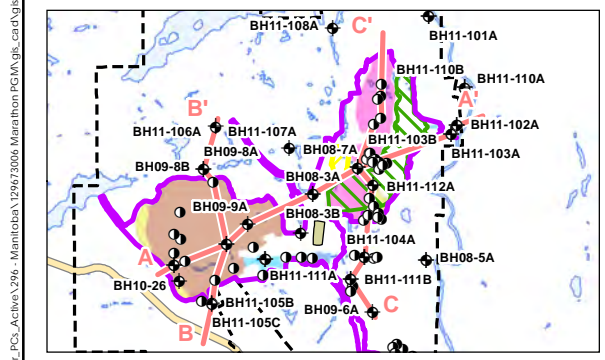 r_PCs_Active\296 - Manitoba\129673006 Marathon PGM\gis_cad\gis
BH11-108A
C'
BH11-101A
BH11-110B
BH11-110A
B'
A'
BH11-106A
BH11-107A
BH11-102A
BH11-103B
BH09-8A
BH08-7A
BH11-103A
BH09-8B
BH08-3A
BH11-112A
BH09-9A
BH08-3B
BH11-104A
A
BH08-5A
BH10-26
BH11-111A
BH11-111B
BH11-105B
BH09-6A
C
BH11-105C
B